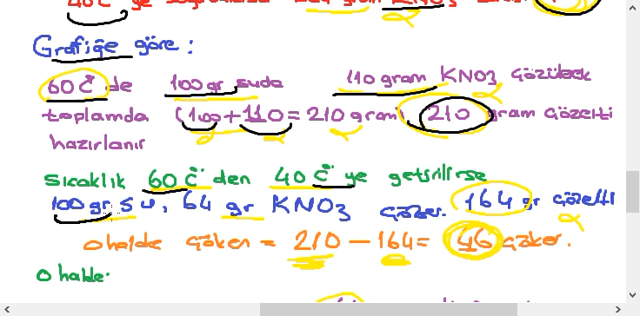 Grafiğe göre:
60 C° de 100 gr suda 110 gram KNO3 çözülecek
toplamda (100+110=210 gram), 210 gram çözelti
hazırlanır
Sıcaklık 60 C° den 40 C° ye getirilirse
100 gr su, 64 gr KNO3 çözer. 164 gr çözelti
O halde çöken = 210 - 164 = 46 çöker.
O halde: